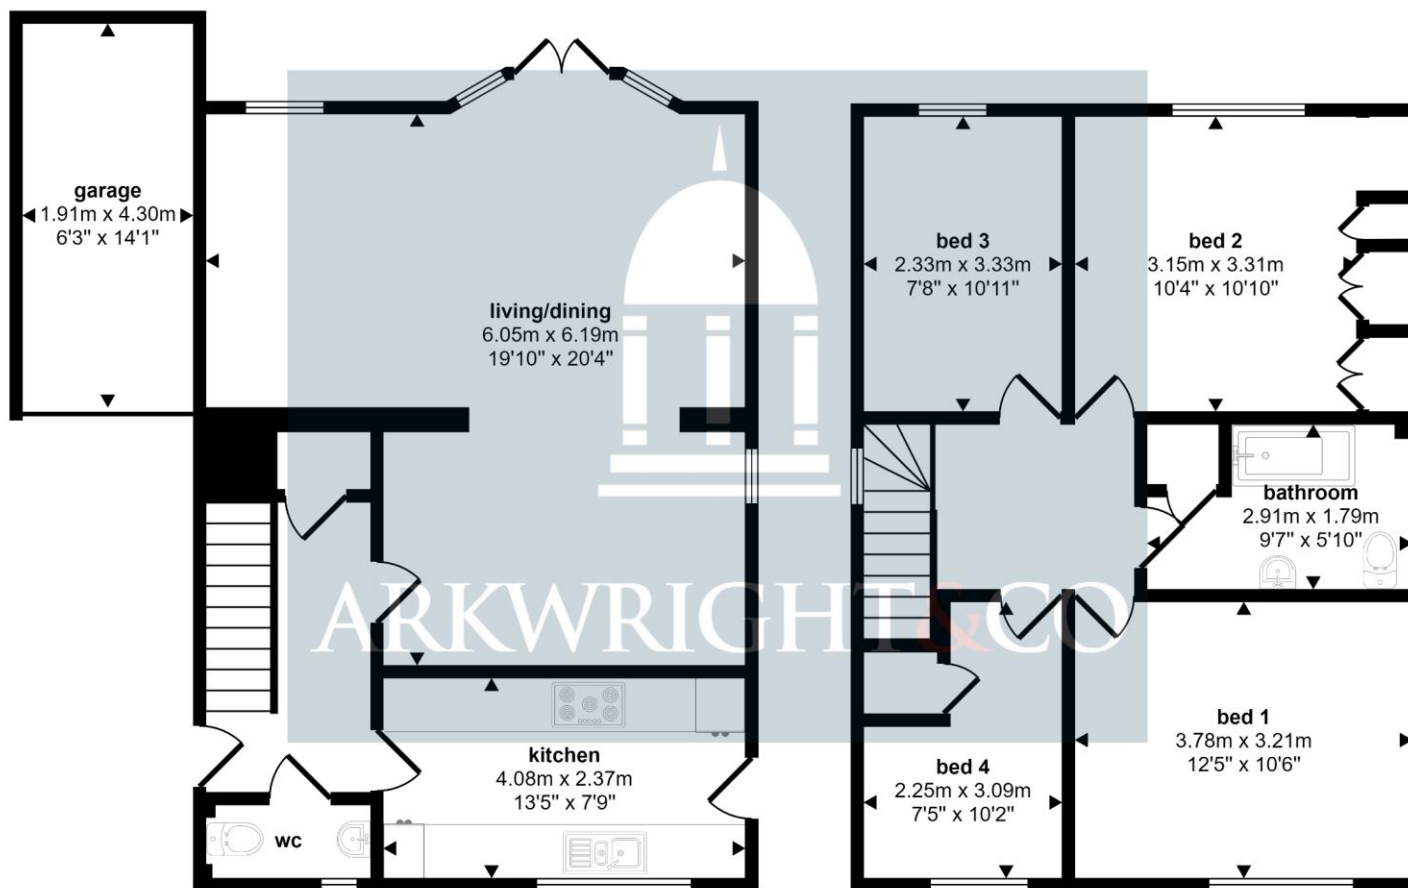 garage
1.91m x 4.30m
6'3" x 14'1"
living/dining
6.05m x 6.19m
19'10" x 20'4"
bed 3
2.33m x 3.33m
7'8" x 10'11"
bed 2
3.15m x 3.31m
10'4" x 10'10"
bathroom
2.91m x 1.79m
9'7" x 5'10"
ARKWRIGHT&CO
kitchen
4.08m x 2.37m
13'5" x 7'9"
wc
bed 4
2.25m x 3.09m
7'5" x 10'2"
bed 1
3.78m x 3.21m
12'5" x 10'6"